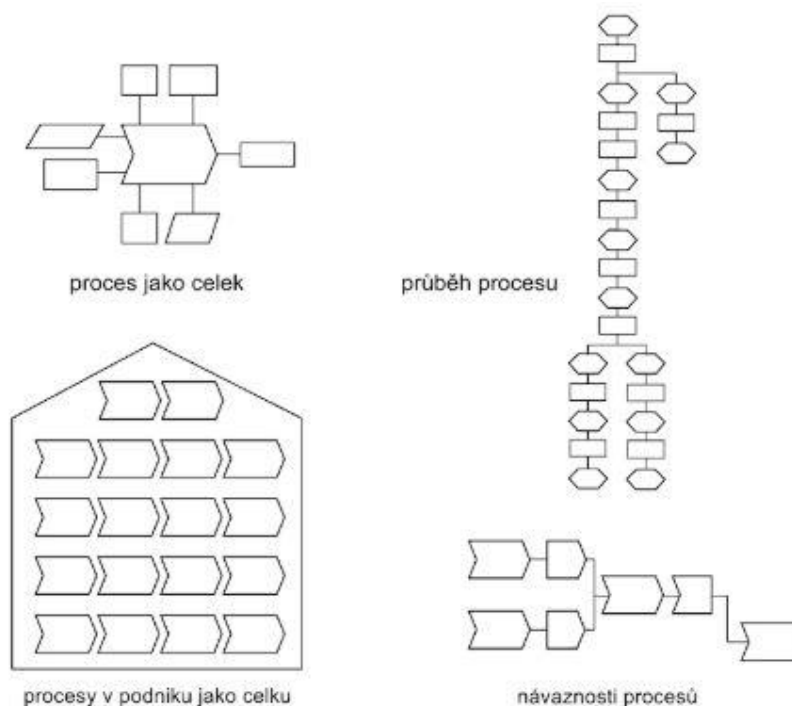 proces jako celek
průběh procesu
procesy v podniku jako celku
návaznosti procesů